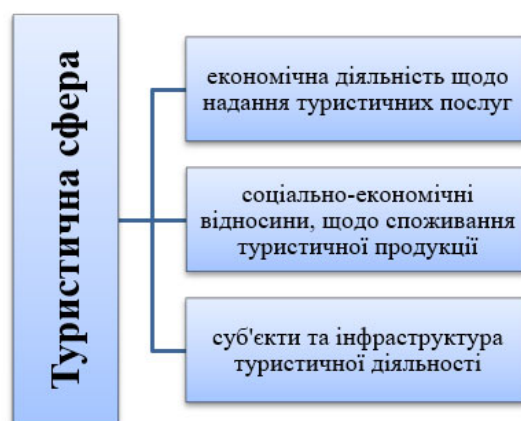 Туристична сфера
економічна діяльність щодо
надання туристичних послуг
соціально-економічні
відносини, щодо споживання
туристичної продукції
суб'єкти та інфраструктура
туристичної діяльності